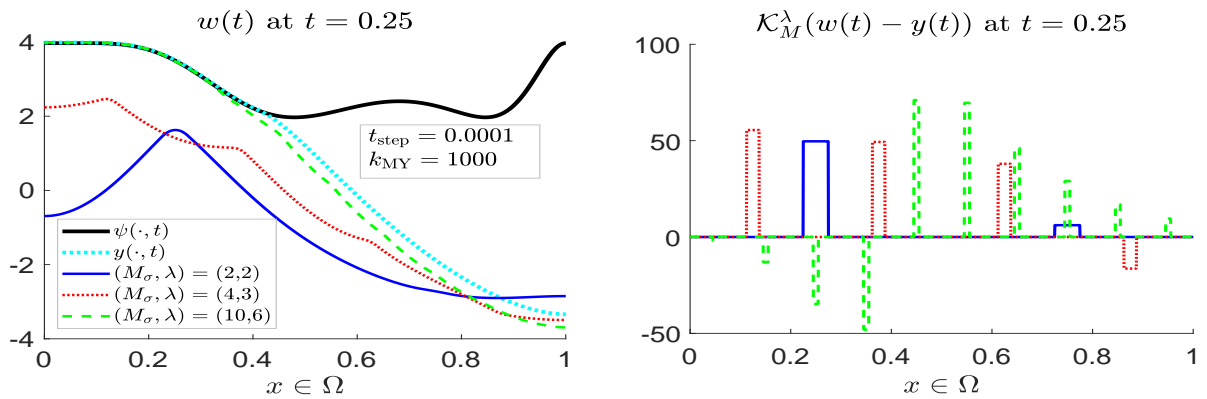 w(t) at t = 0.25
4
2
0
-2
-4
0
0.2
0.4
0.6
0.8
1
x ∈ Ω
t_step = 0.0001
k_MY = 1000
ψ(·, t)
y(·, t)
(M_σ, λ) = (2,2)
(M_σ, λ) = (4,3)
(M_σ, λ) = (10,6)
𝒦_M^λ(w(t) − y(t)) at t = 0.25
100
50
0
-50
0
0.2
0.4
0.6
0.8
1
x ∈ Ω